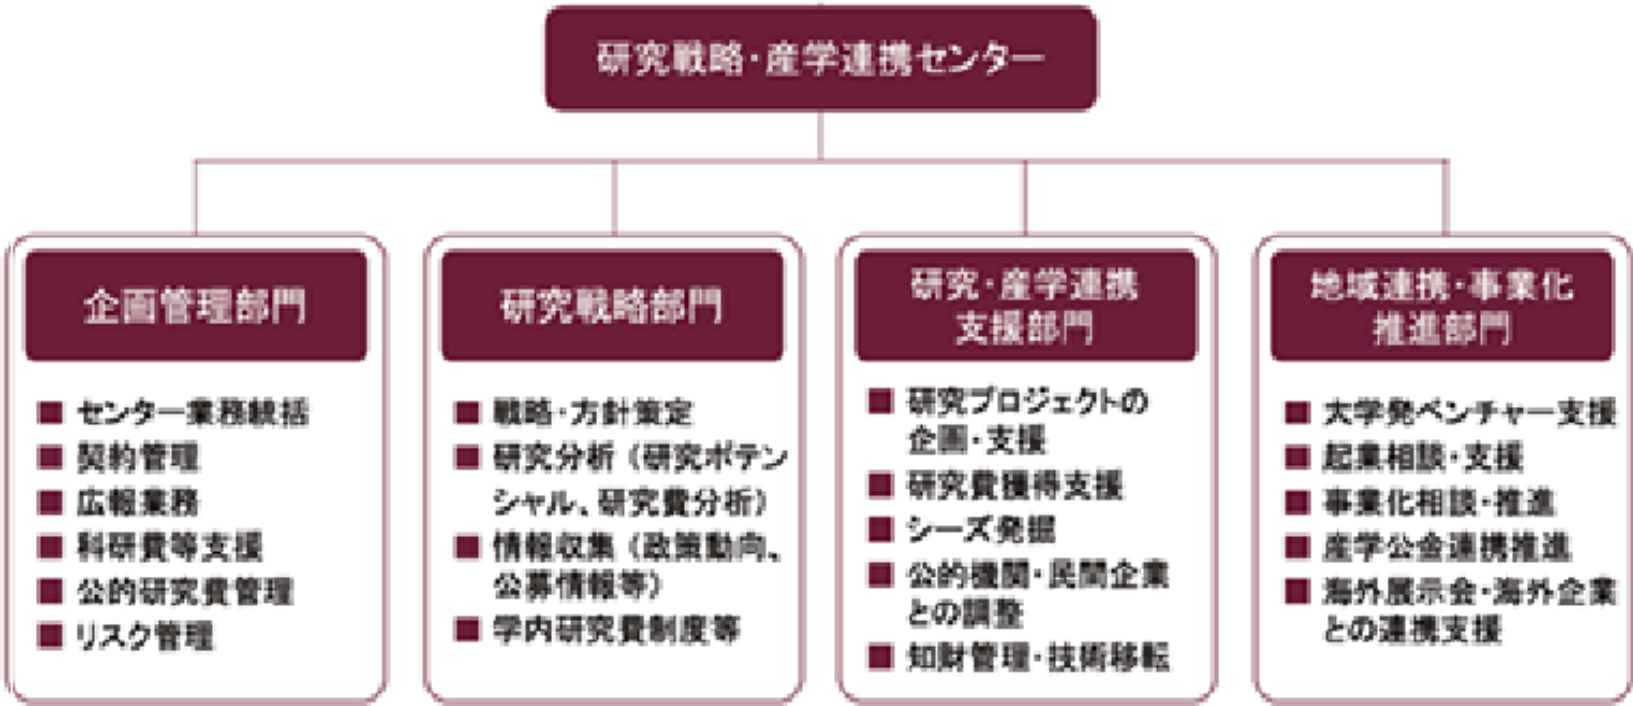 研究戦略・産学連携センター
企画管理部門
■ センター業務統括
■ 契約管理
■ 広報業務
■ 科研費等支援
■ 公的研究費管理
■ リスク管理
研究戦略部門
■ 戦略・方針策定
■ 研究分析（研究ポテン
シャル、研究費分析）
■ 情報収集（政策動向、
公募情報等）
■ 学内研究費制度等
研究・産学連携
支援部門
■ 研究プロジェクトの
企画・支援
■ 研究費獲得支援
■ シーズ発掘
■ 公的機関・民間企業
との調整
■ 知財管理・技術移転
地域連携・事業化
推進部門
■ 大学発ベンチャー支援
■ 起業相談・支援
■ 事業化相談・推進
■ 産学公金連携推進
■ 海外展示会・海外企業
との連携支援